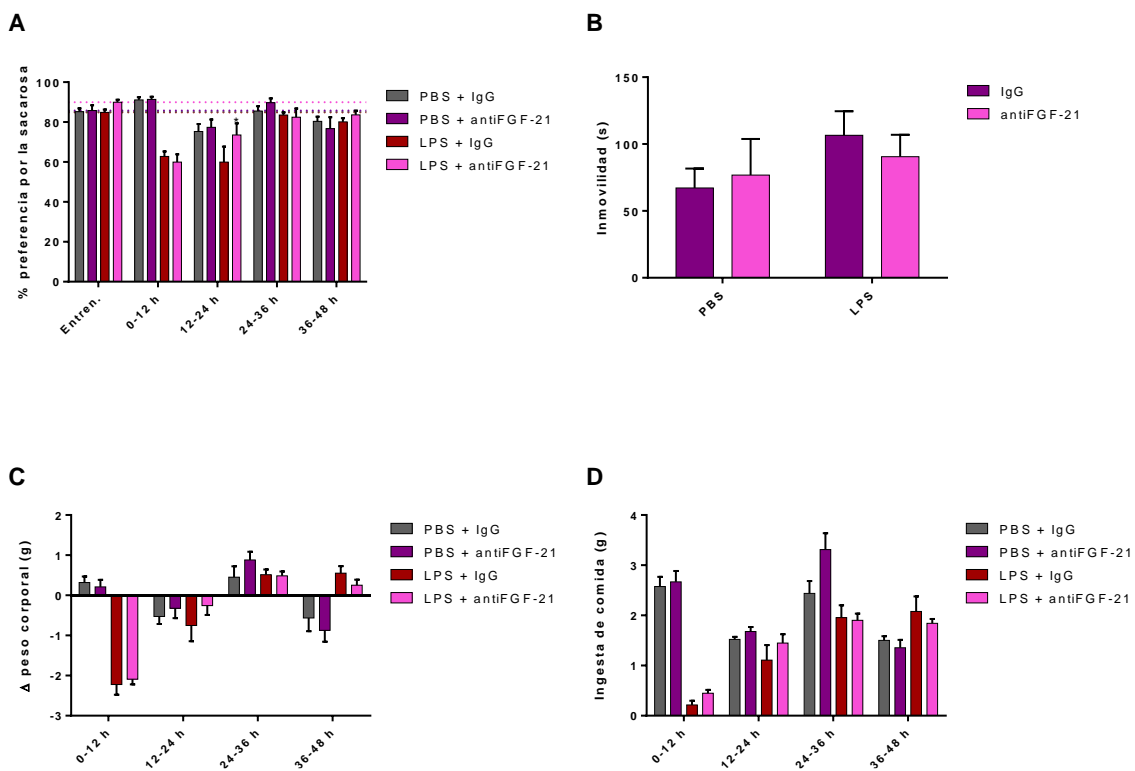 A
% preferencia por la sacarosa
100
80
60
40
20
0
*
Entren.
0-12 h
12-24 h
24-36 h
36-48 h
PBS + IgG
PBS + antiFGF-21
LPS + IgG
LPS + antiFGF-21
B
Inmovilidad (s)
150
100
50
0
PBS
LPS
IgG
antiFGF-21
C
Δ peso corporal (g)
2
1
0
-1
-2
-3
0-12 h
12-24 h
24-36 h
36-48 h
PBS + IgG
PBS + antiFGF-21
LPS + IgG
LPS + antiFGF-21
D
Ingesta de comida (g)
4
3
2
1
0
0-12 h
12-24 h
24-36 h
36-48 h
PBS + IgG
PBS + antiFGF-21
LPS + IgG
LPS + antiFGF-21